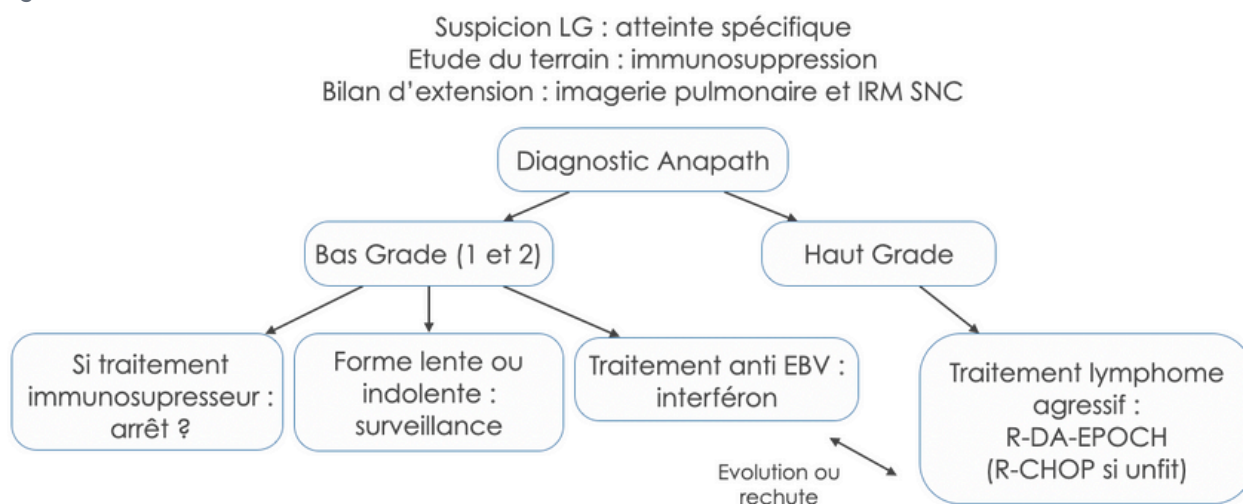 Suspicion LG : atteinte spécifique
Etude du terrain : immunosuppression
Bilan d'extension : imagerie pulmonaire et IRM SNC
Diagnostic Anapath
Bas Grade (1 et 2)
Haut Grade
Si traitement
immunosupresseur :
arrêt ?
Forme lente ou
indolente :
surveillance
Traitement anti EBV :
interféron
Traitement lymphome
agressif :
R-DA-EPOCH
(R-CHOP si unfit)
Evolution ou
rechute